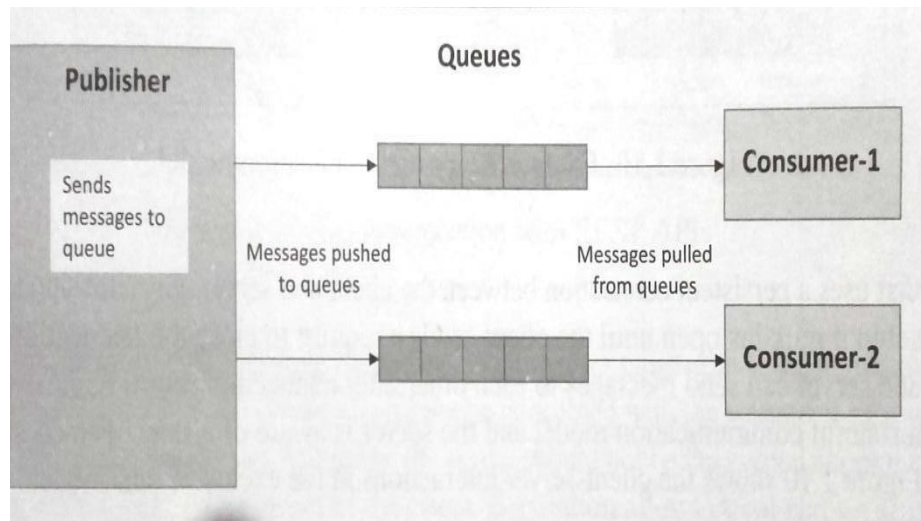 Publisher
Sends
messages to
queue
Queues
Messages pushed
to queues
Messages pulled
from queues
Consumer-1
Consumer-2